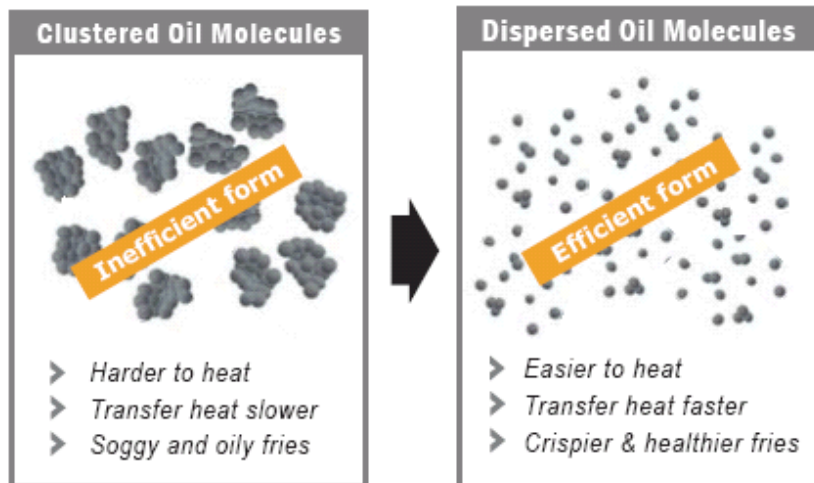 Clustered Oil Molecules
Inefficient form
Harder to heat
Transfer heat slower
Soggy and oily fries
Dispersed Oil Molecules
Efficient form
Easier to heat
Transfer heat faster
Crispier & healthier fries